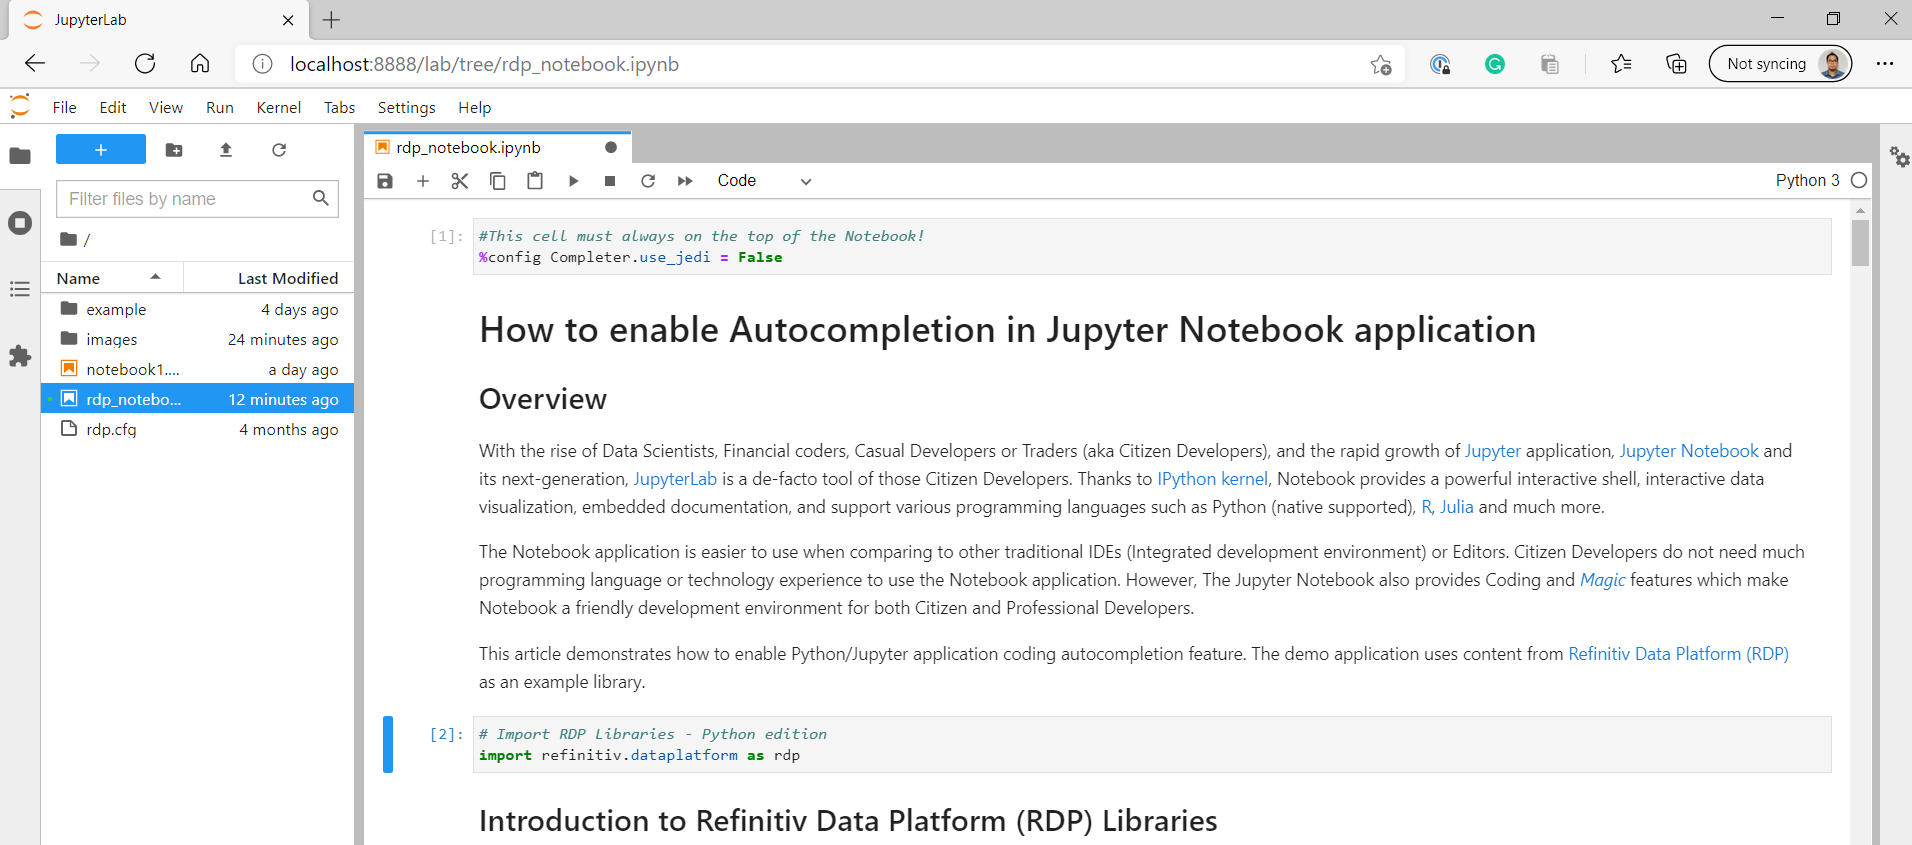 JupyterLab
localhost:8888/lab/tree/rdp_notebook.ipynb
Not syncing
File Edit View Run Kernel Tabs Settings Help
rdp_notebook.ipynb
Filter files by name
Code
Python 3
/
Name Last Modified
example 4 days ago
images 24 minutes ago
notebook1.... a day ago
rdp_notebo... 12 minutes ago
rdp.cfg 4 months ago
[1]: #This cell must always on the top of the Notebook!
%config Completer.use_jedi = False
How to enable Autocompletion in Jupyter Notebook application
Overview
With the rise of Data Scientists, Financial coders, Casual Developers or Traders (aka Citizen Developers), and the rapid growth of Jupyter application, Jupyter Notebook and
its next-generation, JupyterLab is a de-facto tool of those Citizen Developers. Thanks to IPython kernel, Notebook provides a powerful interactive shell, interactive data
visualization, embedded documentation, and support various programming languages such as Python (native supported), R, Julia and much more.
The Notebook application is easier to use when comparing to other traditional IDEs (Integrated development environment) or Editors. Citizen Developers do not need much
programming language or technology experience to use the Notebook application. However, The Jupyter Notebook also provides Coding and Magic features which make
Notebook a friendly development environment for both Citizen and Professional Developers.
This article demonstrates how to enable Python/Jupyter application coding autocompletion feature. The demo application uses content from Refinitiv Data Platform (RDP)
as an example library.
[2]: # Import RDP Libraries - Python edition
import refinitiv.dataplatform as rdp
Introduction to Refinitiv Data Platform (RDP) Libraries